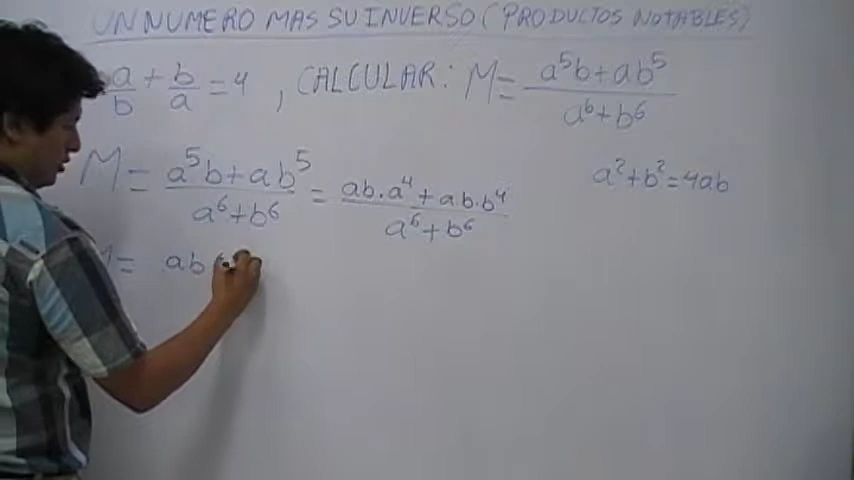 UN NUMERO MAS SU INVERSO (PRODUCTOS NOTABLES)
a/b + b/a = 4 , CALCULAR: M = (a⁵b + ab⁵)/(a⁶ + b⁶)
M = (a⁵b + ab⁵)/(a⁶ + b⁶) = (ab.a⁴ + ab.b⁴)/(a⁶ + b⁶)
a² + b² = 4ab
= ab